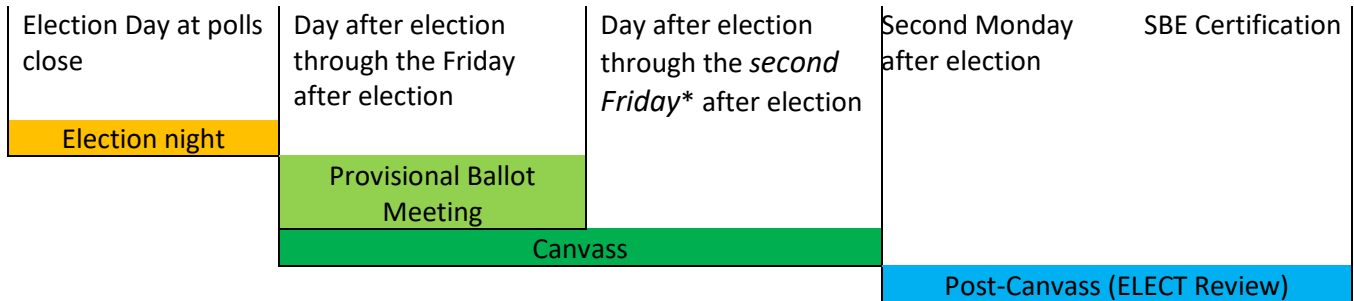 Election Day at polls
close
Day after election
through the Friday
after election
Day after election
through the second
Friday* after election
Second Monday
after election
SBE Certification
Election night
Provisional Ballot
Meeting
Canvass
Post-Canvass (ELECT Review)